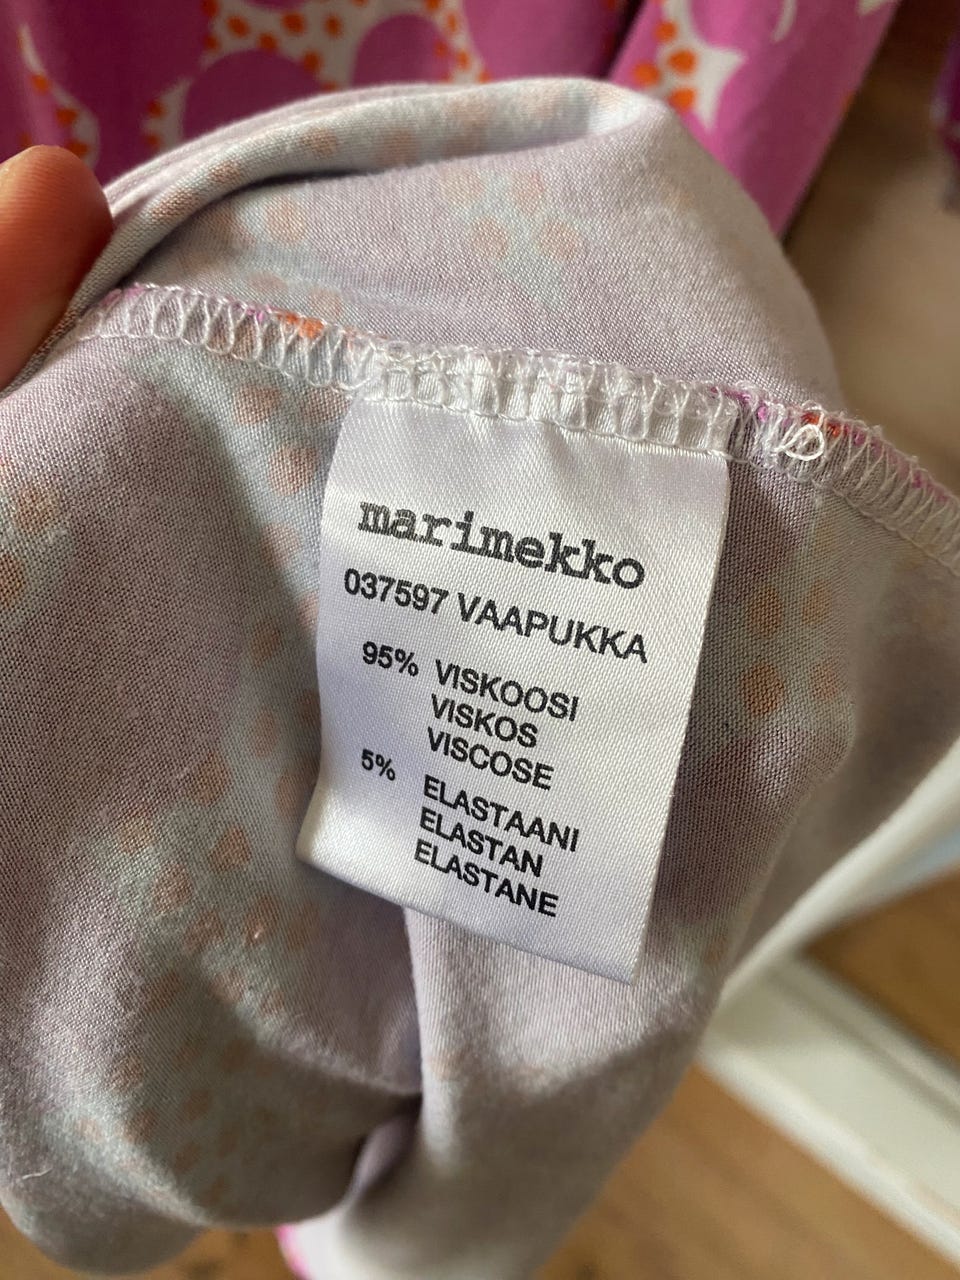 marimekko
037597 VAAPUKKA
95% VISKOOSI
VISKOS
VISCOSE
5% ELASTAANI
ELASTAN
ELASTANE